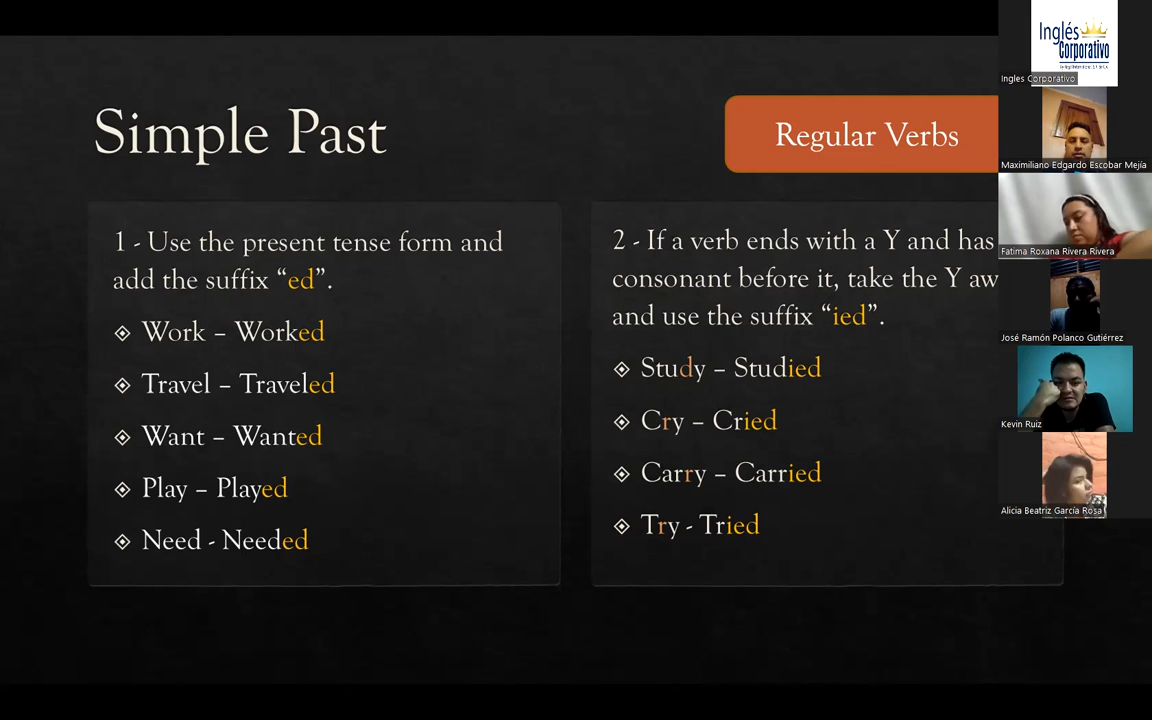 Simple Past
Regular Verbs
1 - Use the present tense form and
add the suffix “ed”.
Work – Worked
Travel – Traveled
Want – Wanted
Play – Played
Need - Needed
2 - If a verb ends with a Y and has
consonant before it, take the Y aw
and use the suffix “ied”.
Study – Studied
Cry – Cried
Carry – Carried
Try - Tried
Inglés
Corporativo
Ingles Corporativo
Maximiliano Edgardo Escobar Mejía
Fatima Roxana Rivera Rivera
José Ramón Polanco Gutiérrez
Kevin Ruiz
Alicia Beatriz García Rosa